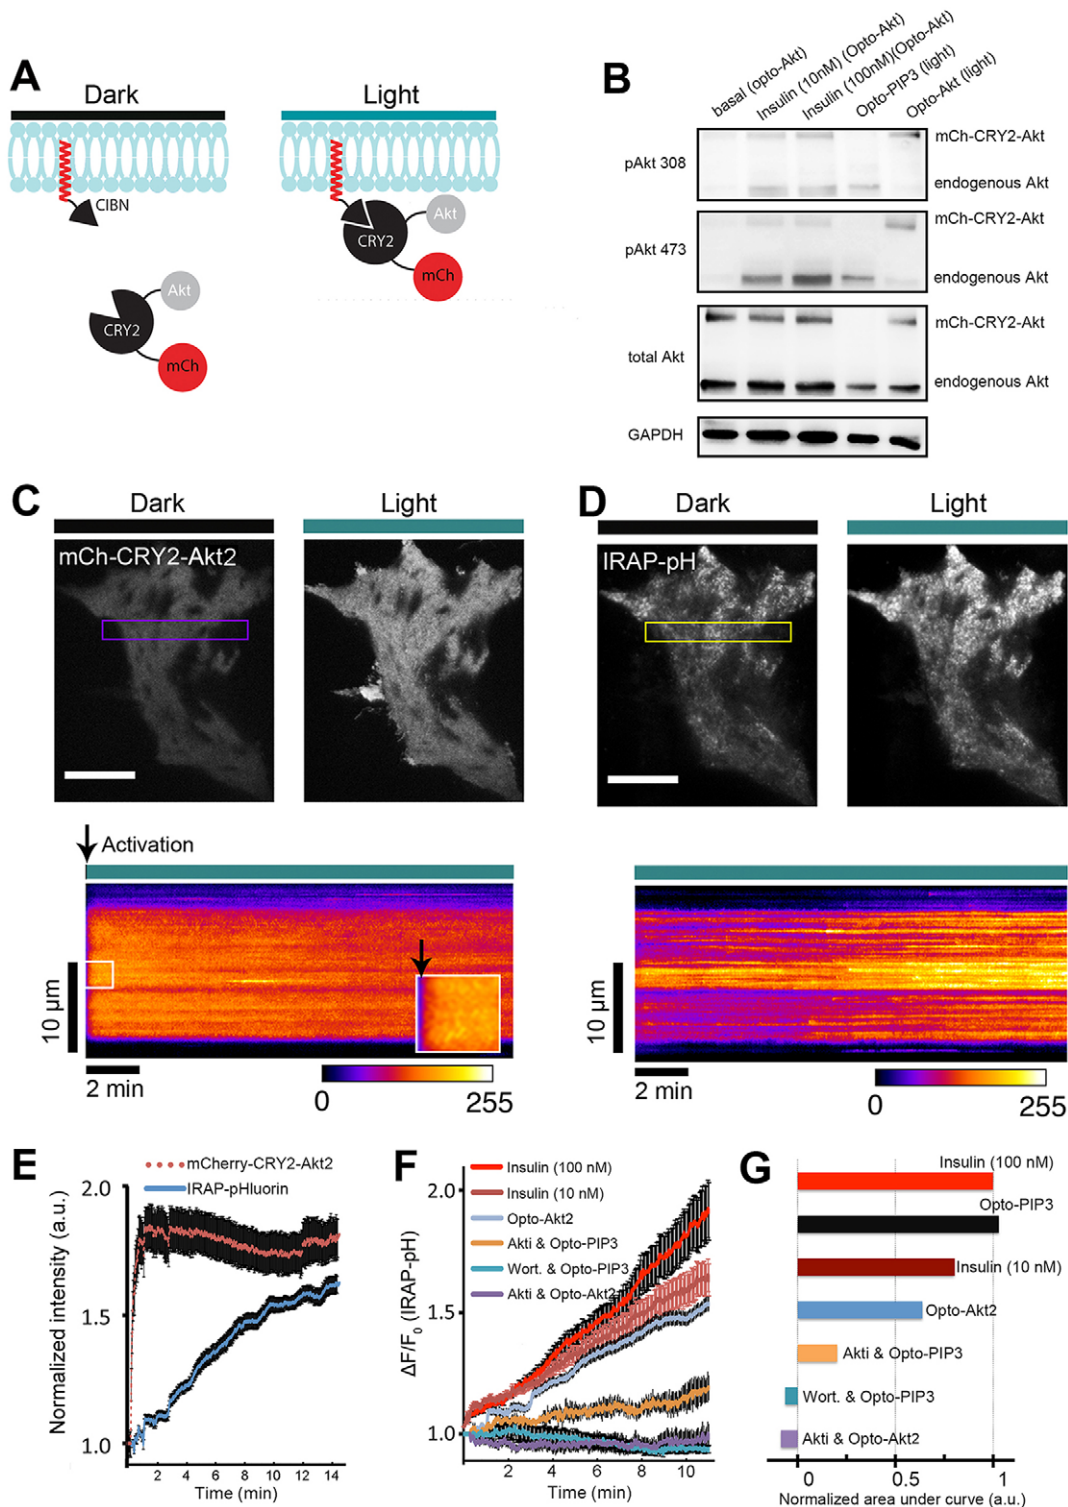 A
Dark
Light
CIBN
CRY2
Akt
mCh
CRY2
Akt
mCh
B
basal (opto-Akt)
Insulin (10nM) (Opto-Akt)
Insulin (100nM)(Opto-Akt)
Opto-PIP3 (light)
Opto-Akt (light)
pAkt 308
mCh-CRY2-Akt
endogenous Akt
pAkt 473
mCh-CRY2-Akt
endogenous Akt
total Akt
mCh-CRY2-Akt
endogenous Akt
GAPDH
C
Dark
Light
mCh-CRY2-Akt2
Activation
10 µm
2 min
0
255
D
Dark
Light
IRAP-pH
10 µm
2 min
0
255
E
mCherry-CRY2-Akt2
IRAP-pHluorin
Normalized intensity (a.u.)
2.0
1.5
1.0
2 4 6 8 10 12 14
Time (min)
F
Insulin (100 nM)
Insulin (10 nM)
Opto-Akt2
Akti & Opto-PIP3
Wort. & Opto-PIP3
Akti & Opto-Akt2
ΔF/F0 (IRAP-pH)
2.0
1.5
1.0
2 4 6 8 10
Time (min)
G
Insulin (100 nM)
Opto-PIP3
Insulin (10 nM)
Opto-Akt2
Akti & Opto-PIP3
Wort. & Opto-PIP3
Akti & Opto-Akt2
0 0.5 1
Normalized area under curve (a.u.)